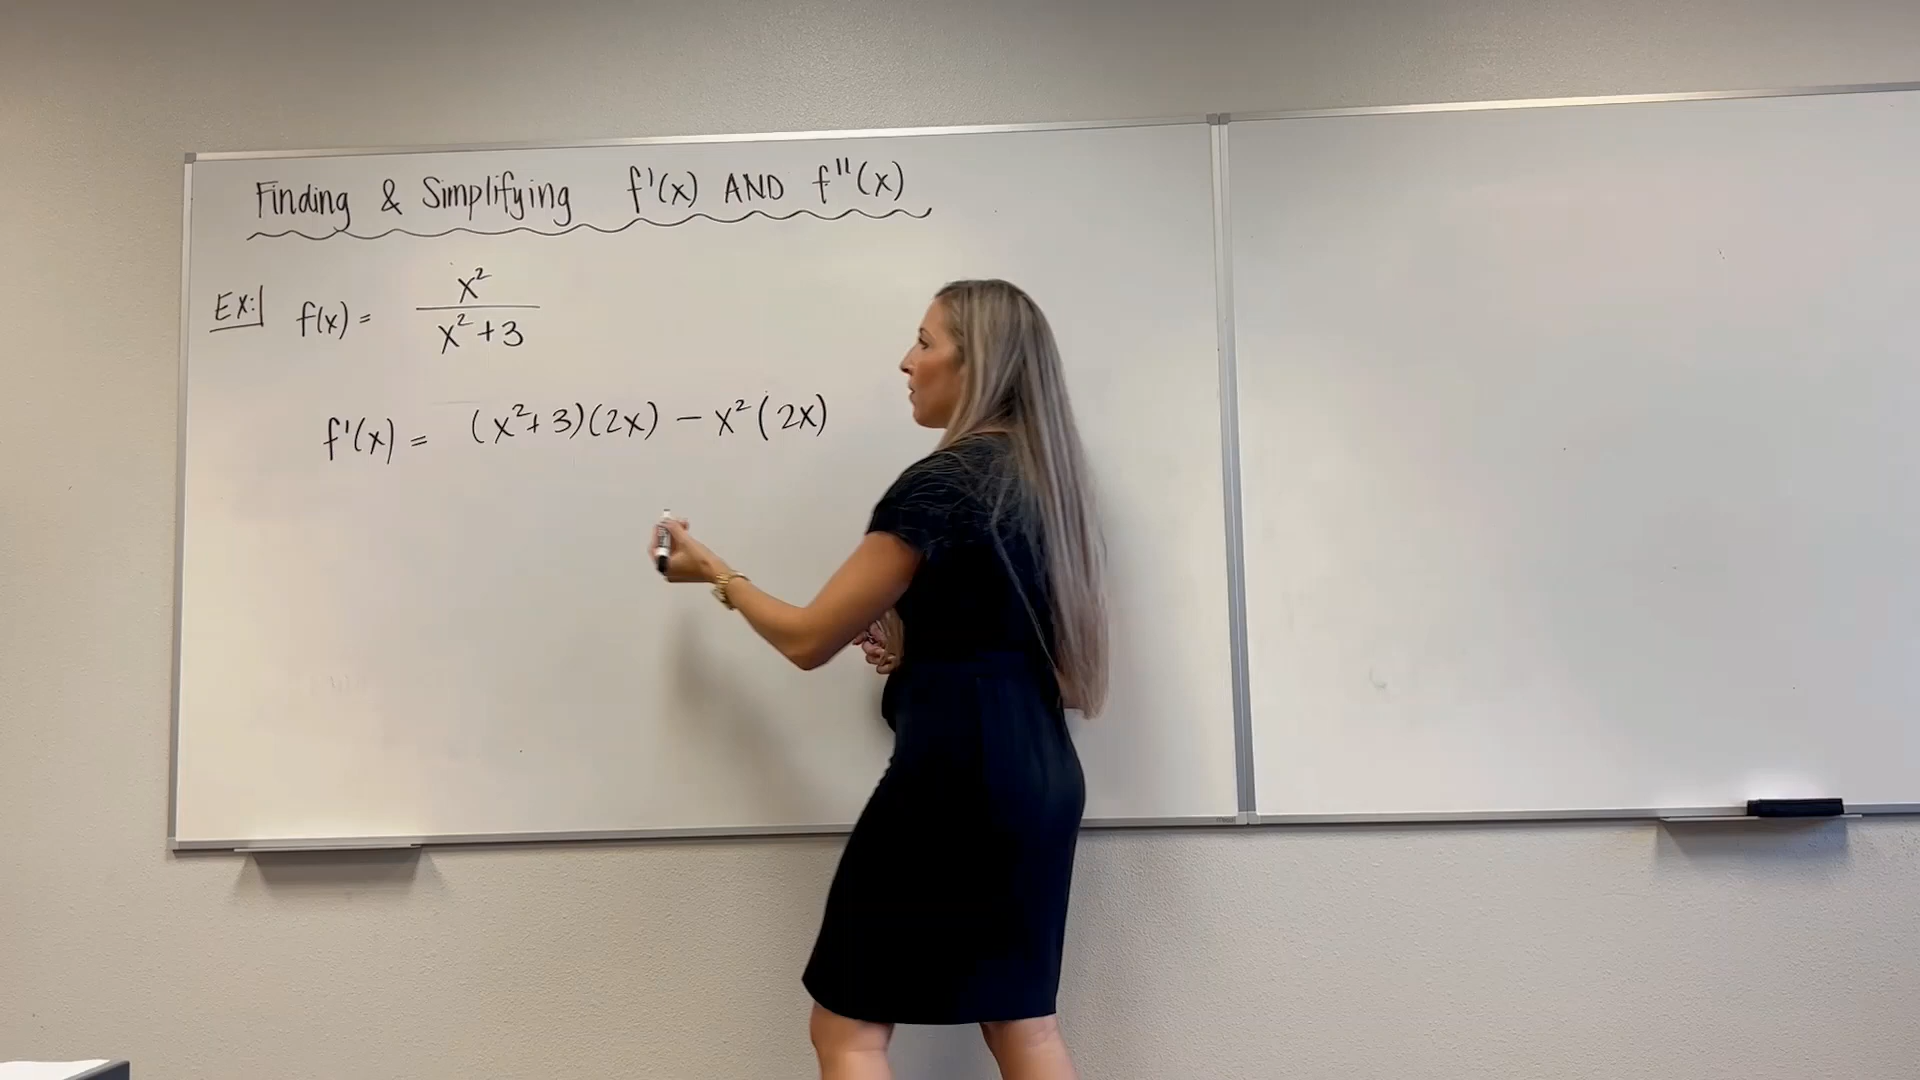 Finding & Simplifying f'(x) AND f''(x)
Ex:| f(x) = x²
x²+3
f'(x) = (x²+3)(2x) - x²(2x)